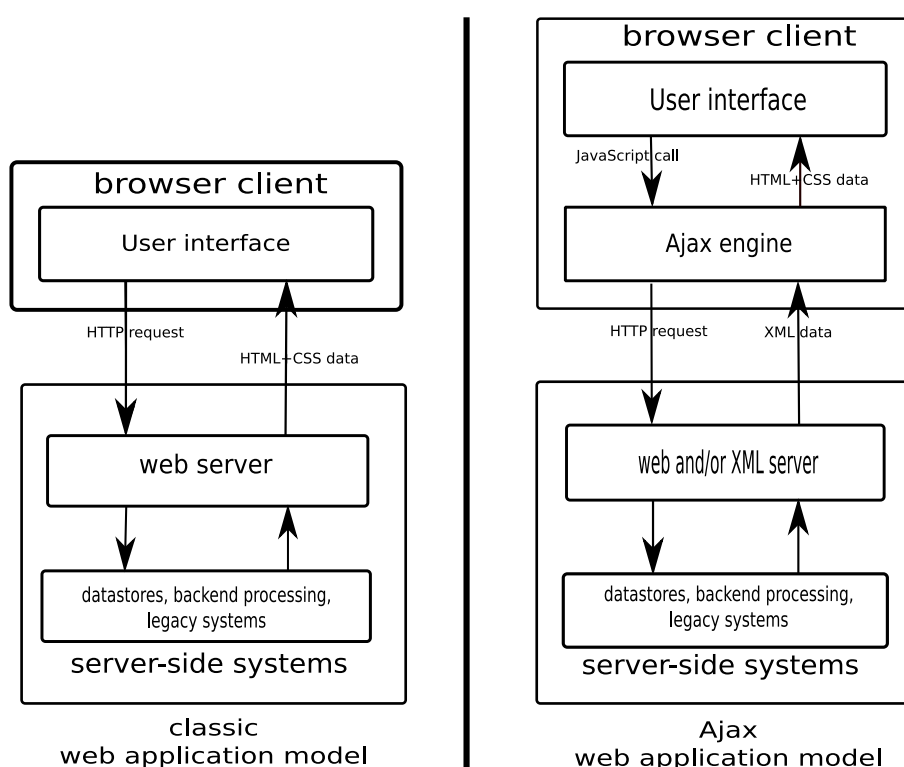 browser client
User interface
HTTP request
HTML+CSS data
web server
datastores, backend processing,
legacy systems
server-side systems
classic
web application model
browser client
User interface
JavaScript call
HTML+CSS data
Ajax engine
HTTP request
XML data
web and/or XML server
datastores, backend processing,
legacy systems
server-side systems
Ajax
web application model